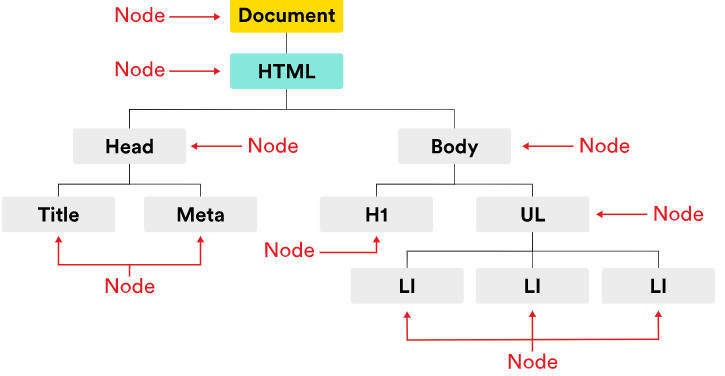 Node
Document
Node
HTML
Head
Node
Body
Node
Title
Meta
H1
UL
Node
Node
Node
LI
LI
LI
Node